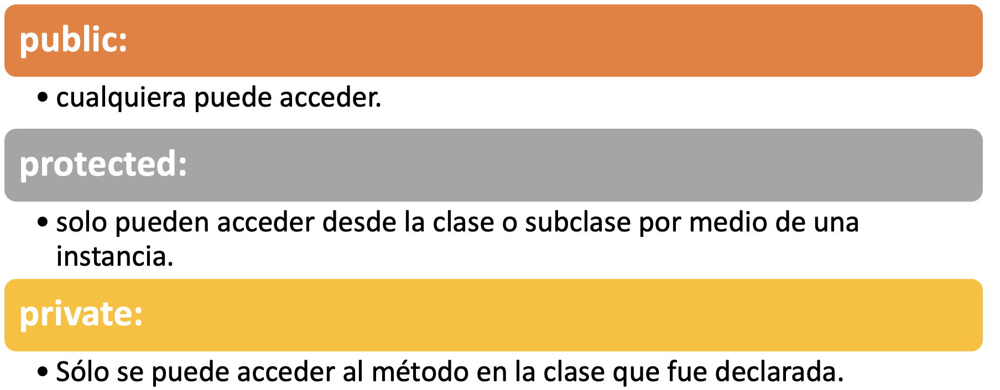 public:
• cualquiera puede acceder.
protected:
• solo pueden acceder desde la clase o subclase por medio de una
instancia.
private:
• Sólo se puede acceder al método en la clase que fue declarada.